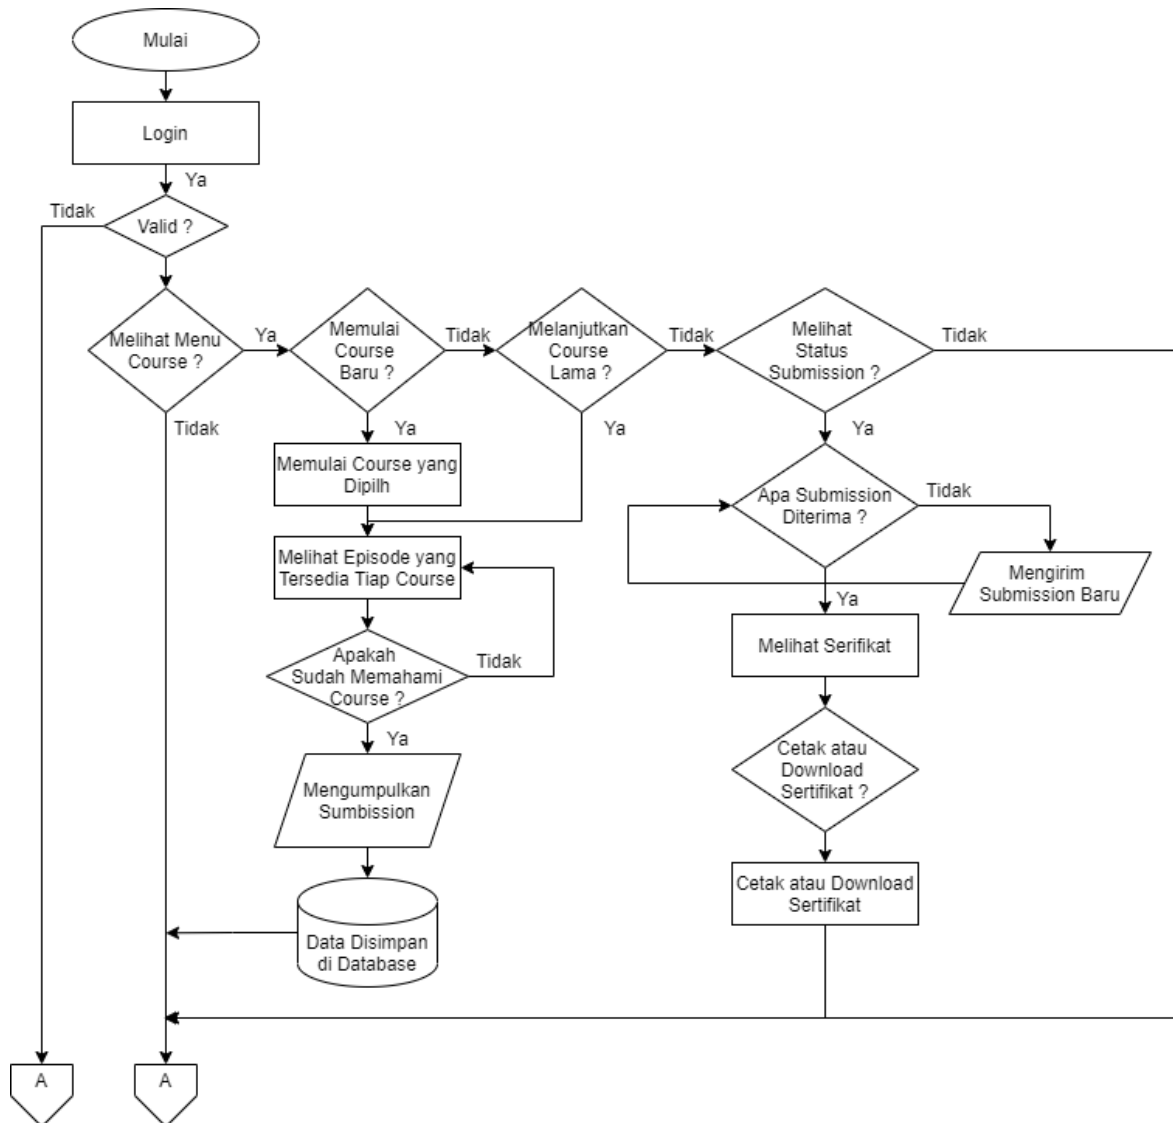 Mulai
Login
Ya
Tidak
Valid ?
Melihat Menu
Course ?
Ya
Memulai
Course
Baru ?
Tidak
Melanjutkan
Course
Lama ?
Tidak
Melihat
Status
Submission ?
Tidak
Tidak
Ya
Ya
Ya
Memulai Course yang
Dipilh
Apa Submission
Diterima ?
Tidak
Melihat Episode yang
Tersedia Tiap Course
Mengirim
Submission Baru
Ya
Apakah
Sudah Memahami
Course ?
Tidak
Melihat Serifikat
Ya
Cetak atau
Download
Sertifikat ?
Mengumpulkan
Sumbission
Cetak atau Download
Sertifikat
Data Disimpan
di Database
A
A